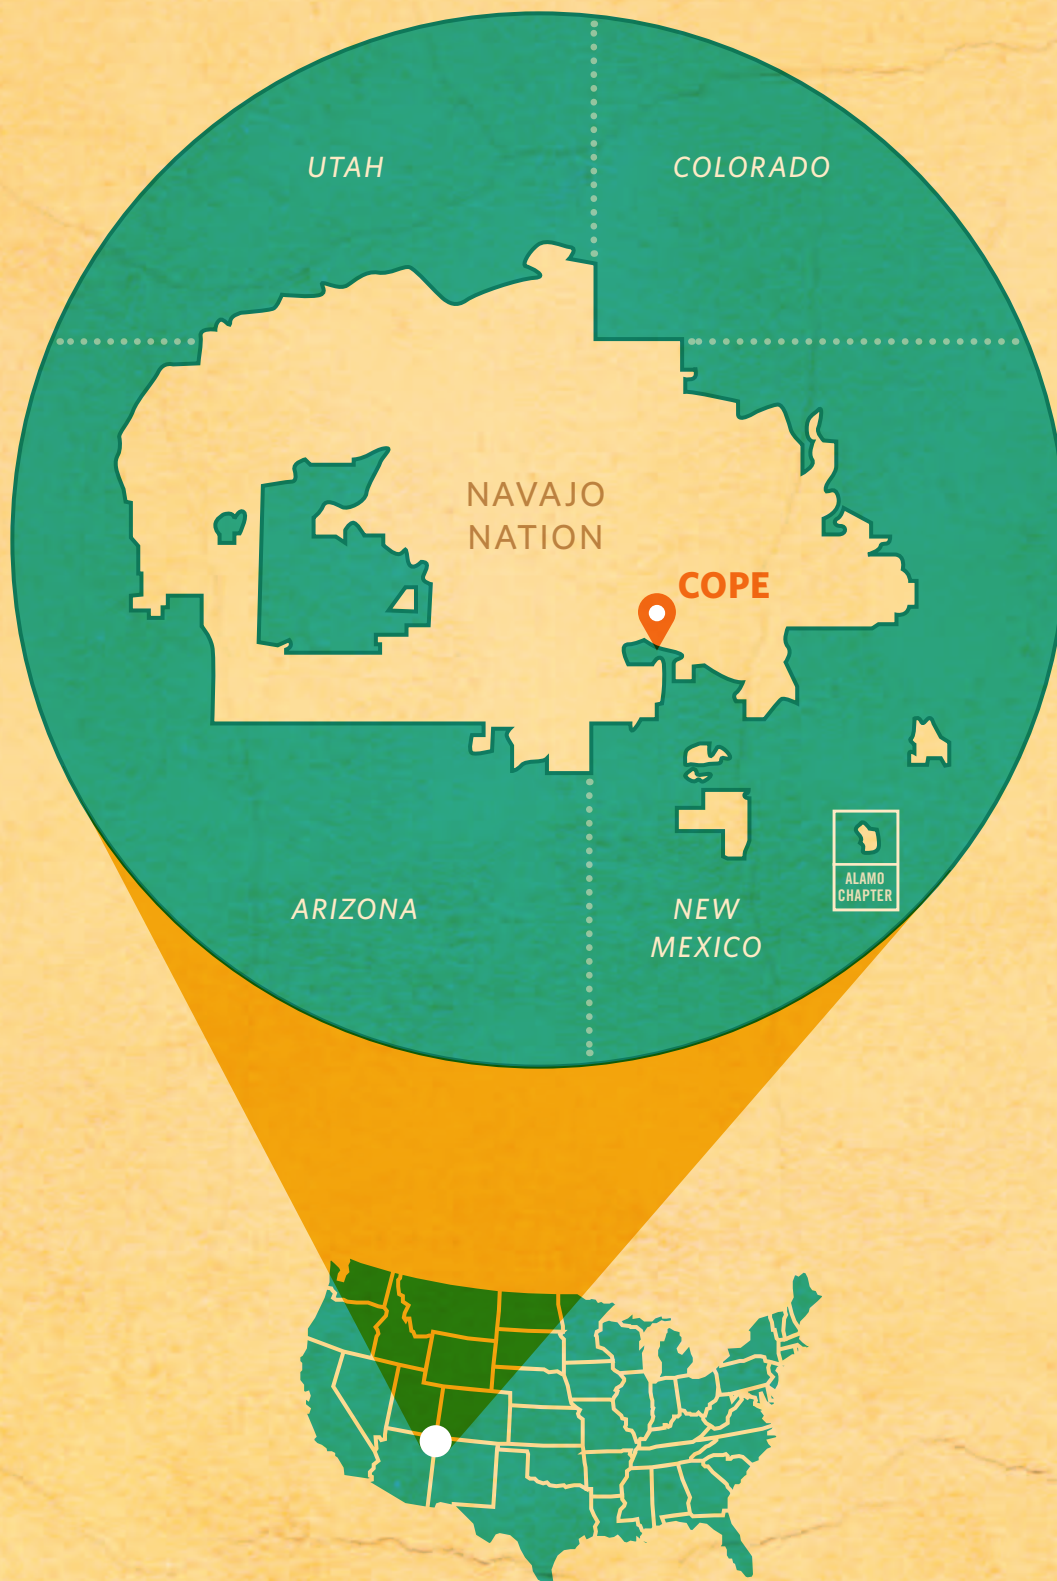 UTAH
COLORADO
NAVAJO
NATION
COPE
ALAMO
CHAPTER
ARIZONA
NEW
MEXICO